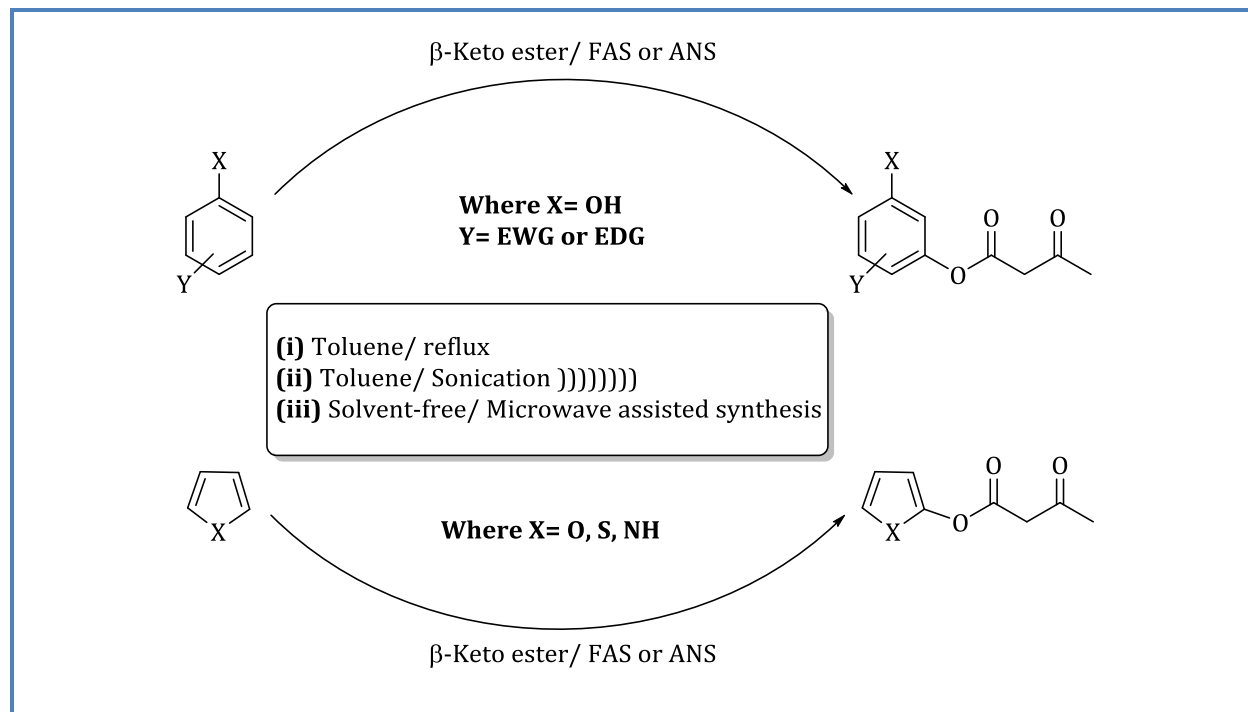 β-Keto ester/ FAS or ANS
X
X
Where X= OH
Y= EWG or EDG
O
O
Y
Y
O
(i) Toluene/ reflux
(ii) Toluene/ Sonication ))))))))
(iii) Solvent-free/ Microwave assisted synthesis
O
O
X
Where X= O, S, NH
X
O
β-Keto ester/ FAS or ANS